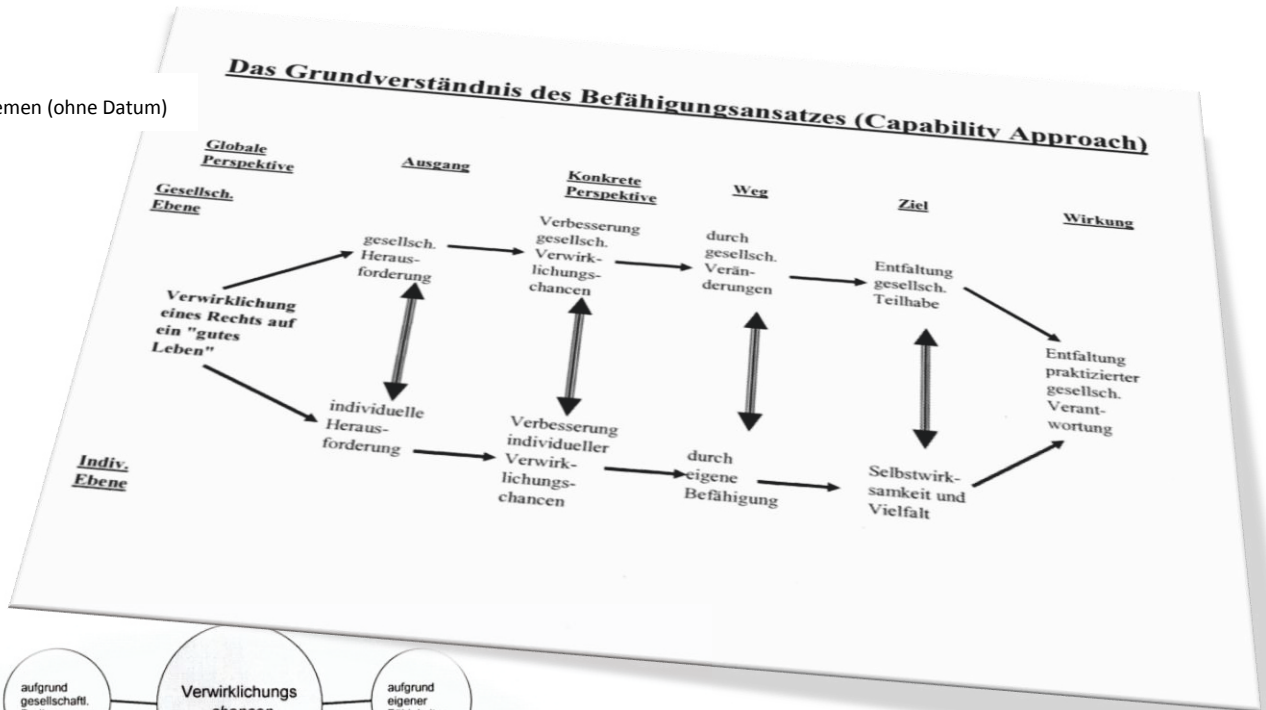 emen (ohne Datum)
Das Grundverständnis des Befähigungsansatzes (Capability Approach)
Globale
Perspektive
Ausgang
Konkrete
Perspektive
Weg
Ziel
Wirkung
Gesellsch.
Ebene
gesellsch.
Heraus-
forderung
Verbesserung
gesellsch.
Verwirk-
lichungs-
chancen
durch
gesellsch.
Verän-
derungen
Entfaltung
gesellsch.
Teilhabe
Verwirklichung
eines Rechts auf
ein "gutes
Leben"
Entfaltung
praktizierter
gesellsch.
Verant-
wortung
individuelle
Heraus-
forderung
Verbesserung
individueller
Verwirk-
lichungs-
chancen
durch
eigene
Befähigung
Selbstwirk-
samkeit und
Vielfalt
Indiv.
Ebene
aufgrund
gesellschaftl.
Verwirklichungs
chancen
aufgrund
eigener